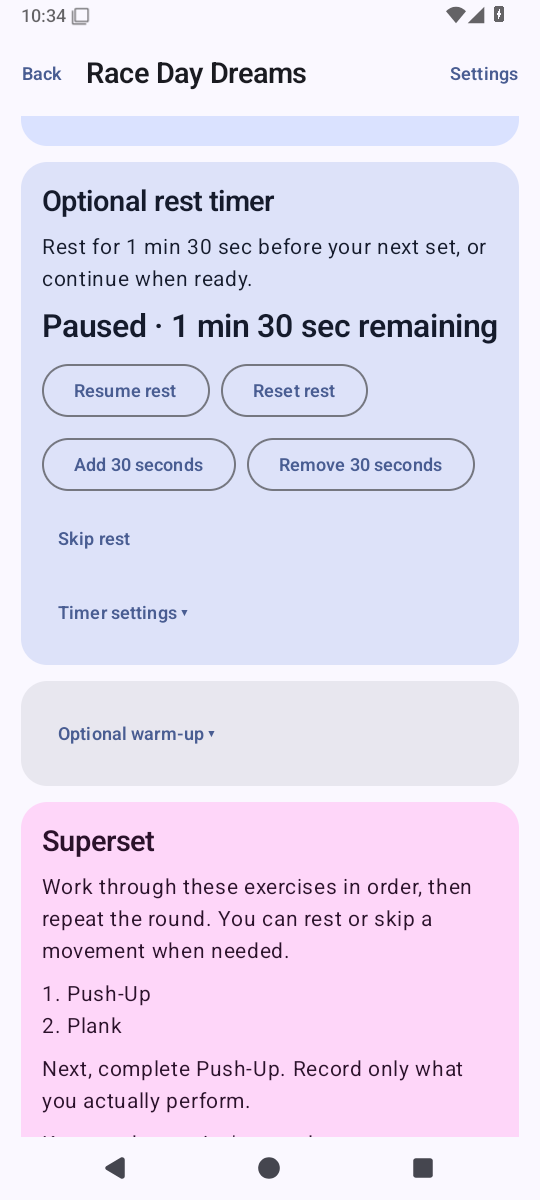 10:34
Back Race Day Dreams Settings
Optional rest timer
Rest for 1 min 30 sec before your next set, or
continue when ready.
Paused · 1 min 30 sec remaining
Resume rest Reset rest
Add 30 seconds Remove 30 seconds
Skip rest
Timer settings ▾
Optional warm-up ▾
Superset
Work through these exercises in order, then
repeat the round. You can rest or skip a
movement when needed.
1. Push-Up
2. Plank
Next, complete Push-Up. Record only what
you actually perform.